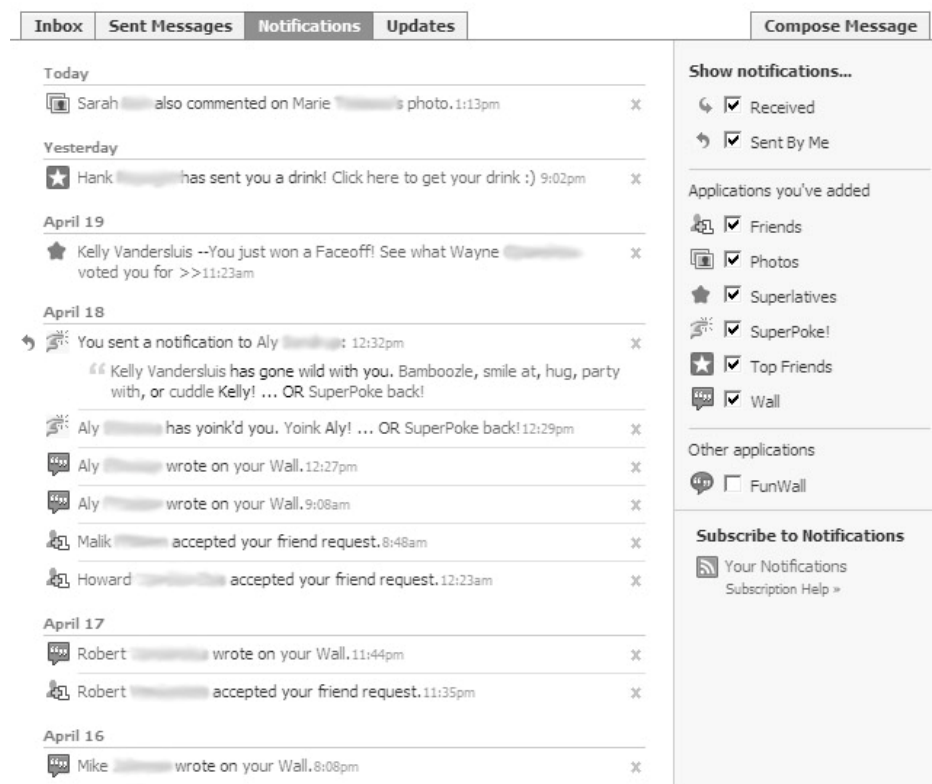 Inbox Sent Messages Notifications Updates Compose Message
Today
Sarah also commented on Marie 's photo. 1:13pm x
Yesterday
Hank has sent you a drink! Click here to get your drink :) 9:02pm x
April 19
Kelly Vandersluis --You just won a Faceoff! See what Wayne x
voted you for >>11:23am
April 18
You sent a notification to Aly : 12:32pm x
“ Kelly Vandersluis has gone wild with you. Bamboozle, smile at, hug, party
with, or cuddle Kelly! ... OR SuperPoke back!
Aly has yoink'd you. Yoink Aly! ... OR SuperPoke back! 12:29pm x
Aly wrote on your Wall. 12:27pm x
Aly wrote on your Wall. 9:08am x
Malik accepted your friend request. 8:48am x
Howard accepted your friend request. 12:23am x
April 17
Robert wrote on your Wall. 11:44pm x
Robert accepted your friend request. 11:35pm x
April 16
Mike wrote on your Wall. 8:08pm x
Show notifications...
Received
Sent By Me
Applications you've added
Friends
Photos
Superlatives
SuperPoke!
Top Friends
Wall
Other applications
FunWall
Subscribe to Notifications
Your Notifications
Subscription Help »